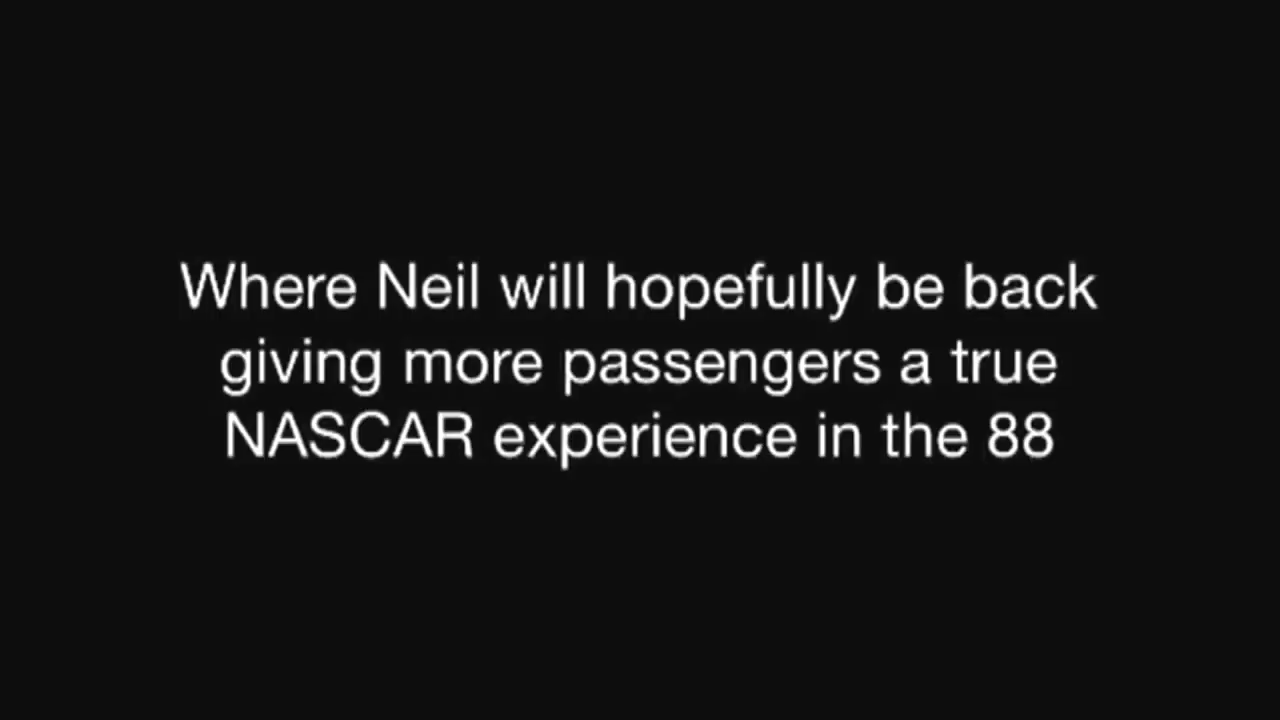 Where Neil will hopefully be back
giving more passengers a true
NASCAR experience in the 88